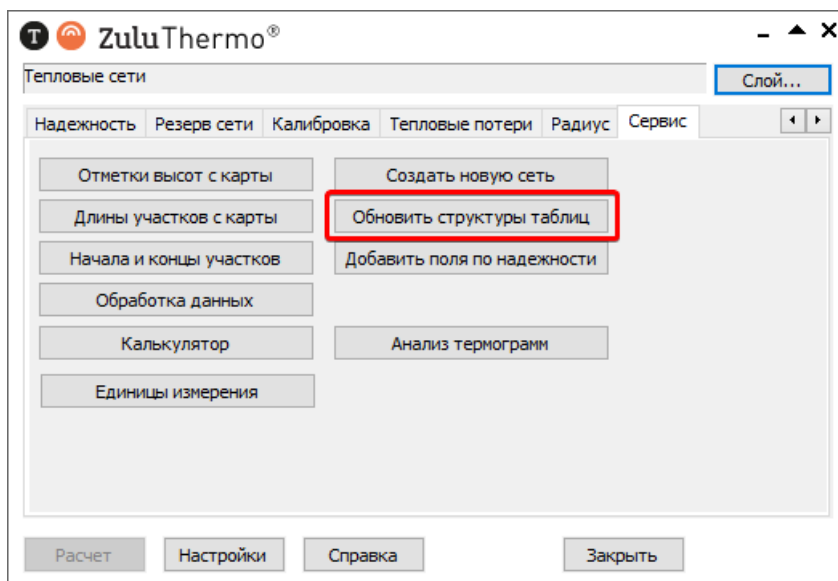 T ZuluThermo®
Тепловые сети
Слой...
Надежность Резерв сети Калибровка Тепловые потери Радиус Сервис
Отметки высот с карты Создать новую сеть
Длины участков с карты Обновить структуры таблиц
Начала и концы участков Добавить поля по надежности
Обработка данных
Калькулятор Анализ термограмм
Единицы измерения
Расчет Настройки Справка Закрыть